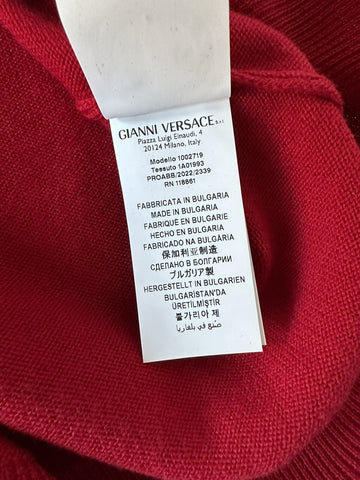 GIANNI VERSACE S.r.l.
Piazza Luigi Einaudi, 4
20124 Milano, Italy
Modello 1002719
Tessuto 1A01993
PROABB/2022/2339
RN 118661
FABBRICATA IN BULGARIA
MADE IN BULGARIA
FABRIQUÉ EN BULGARIE
HECHO EN BULGARIA
FABRICADO NA BULGÁRIA
保加利亚制造
СДЕЛАНО В БОЛГАРИИ
ブルガリア製
HERGESTELLT IN BULGARIEN
BULGARİSTAN'DA
ÜRETİLMİŞTİR
불가리아 제
صنع في بلغاريا